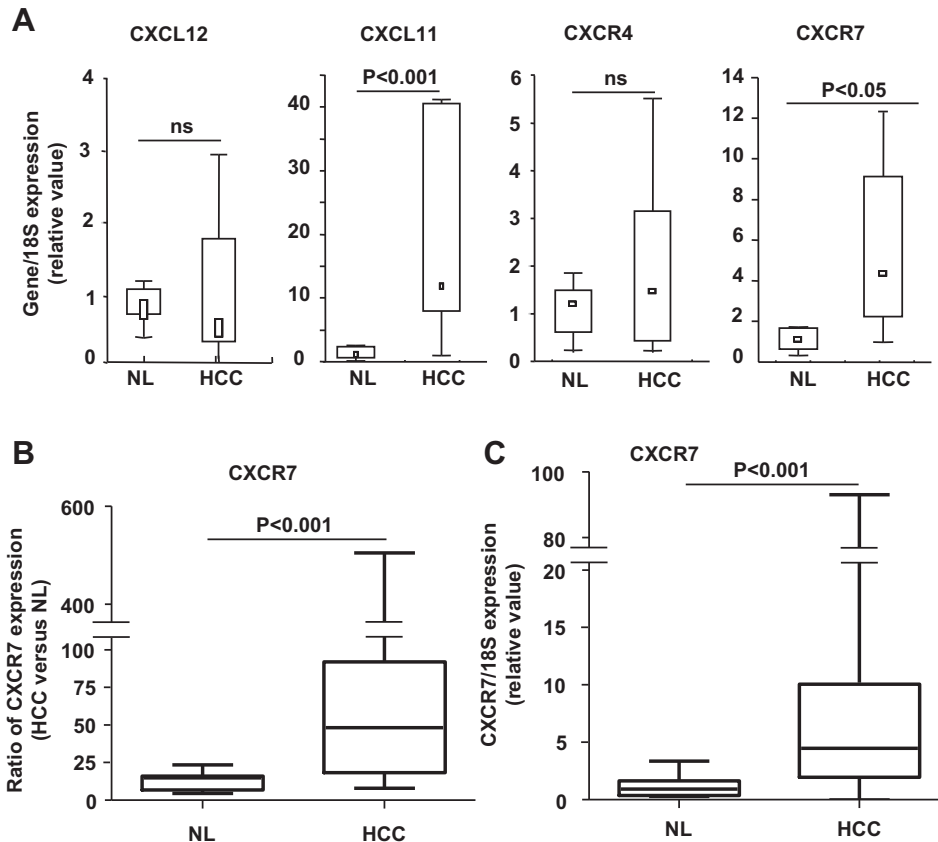 A
CXCL12
CXCL11
CXCR4
CXCR7
Gene/18S expression
(relative value)
4
3
2
1
0
ns
NL
HCC
40
30
20
10
0
P<0.001
NL
HCC
6
5
4
3
2
1
0
ns
NL
HCC
14
12
10
8
6
4
2
0
P<0.05
NL
HCC
B
CXCR7
Ratio of CXCR7 expression
(HCC versus NL)
600
400
100
75
50
25
0
P<0.001
NL
HCC
C
CXCR7
CXCR7/18S expression
(relative value)
100
80
20
15
10
5
0
P<0.001
NL
HCC